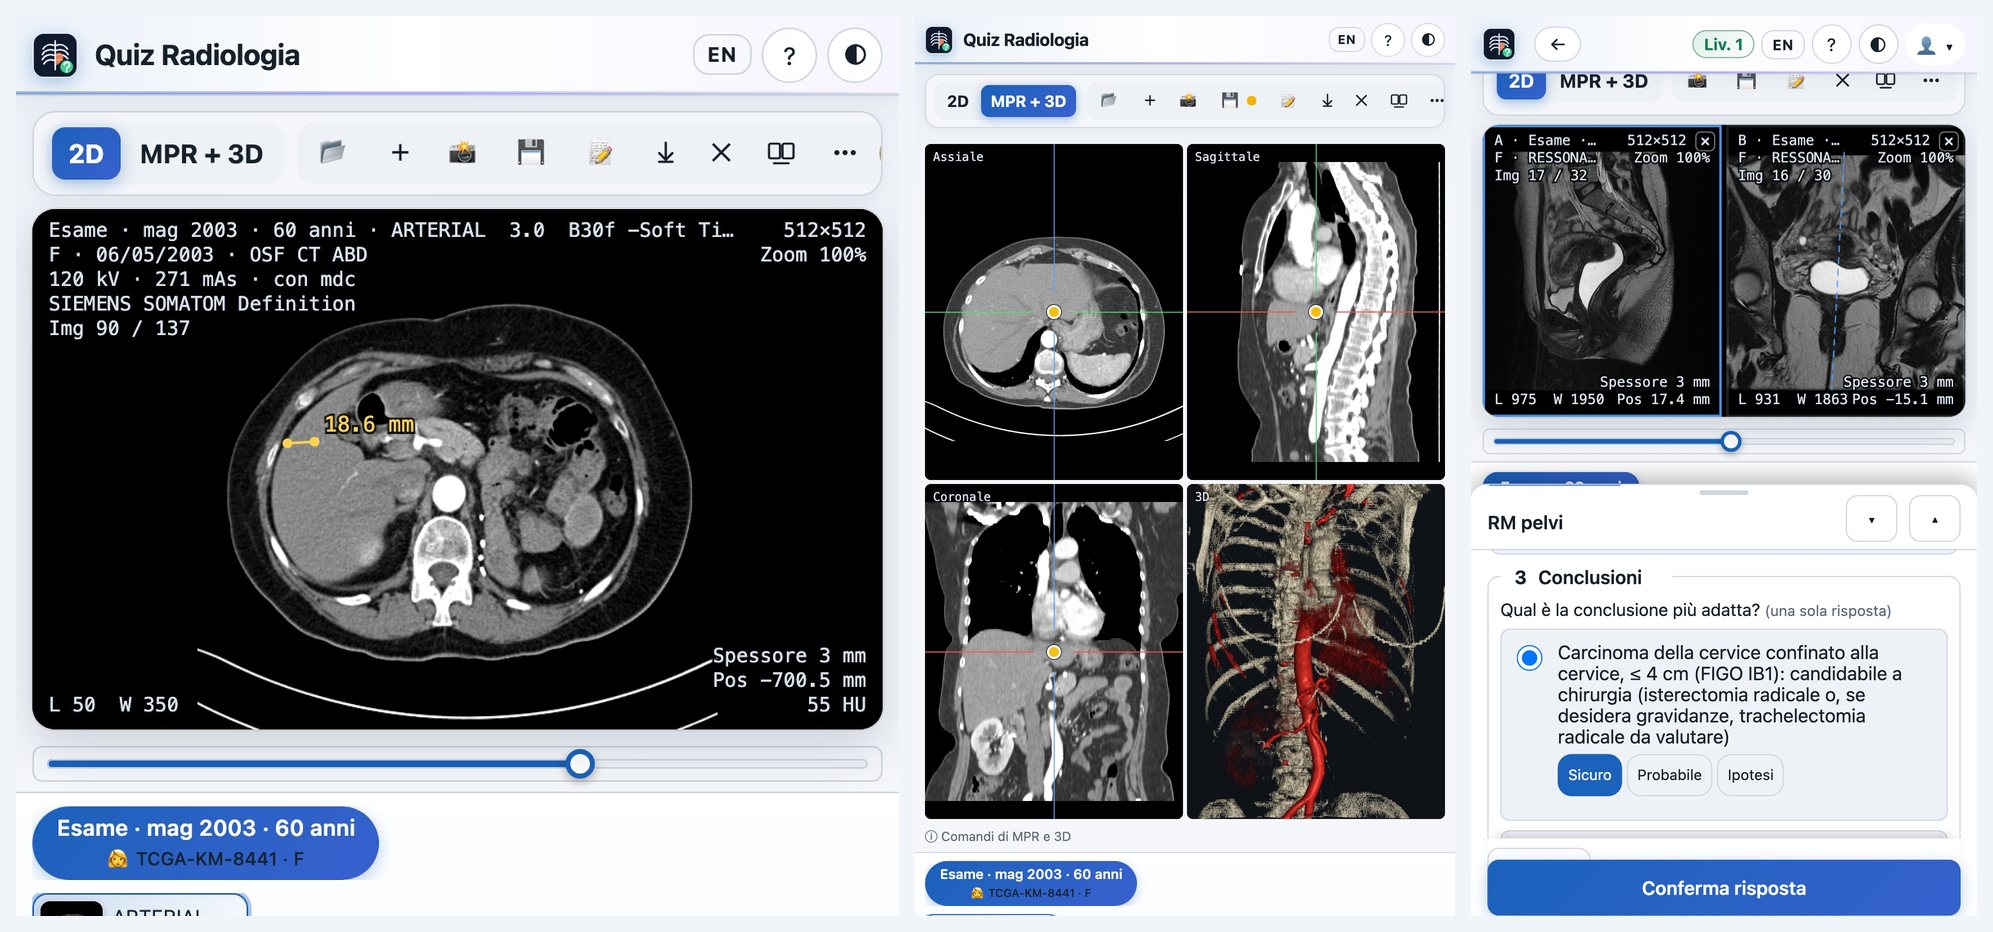 Quiz Radiologia
EN
?
2D
MPR + 3D
Esame · mag 2003 · 60 anni · ARTERIAL 3.0 B30f –Soft Ti…
512×512
F · 06/05/2003 · OSF CT ABD
Zoom 100%
120 kV · 271 mAs · con mdc
SIEMENS SOMATOM Definition
Img 90 / 137
18.6 mm
Spessore 3 mm
Pos –700.5 mm
L 50 W 350
55 HU
Esame · mag 2003 · 60 anni
TCGA-KM-8441 · F
ARTERIAL
Quiz Radiologia
EN
?
2D
MPR + 3D
Assiale
Sagittale
Coronale
3D
Comandi di MPR e 3D
Esame · mag 2003 · 60 anni
TCGA-KM-8441 · F
Liv. 1
EN
?
2D
MPR + 3D
A · Esame ·…
512×512
F · RESSONA…
Zoom 100%
Img 17 / 32
Spessore 3 mm
L 975 W 1950
Pos 17.4 mm
B · Esame ·…
512×512
F · RESSONA…
Zoom 100%
Img 16 / 30
Spessore 3 mm
L 931 W 1863
Pos –15.1 mm
RM pelvi
3 Conclusioni
Qual è la conclusione più adatta? (una sola risposta)
Carcinoma della cervice confinato alla
cervice, ≤ 4 cm (FIGO IB1): candidabile a
chirurgia (isterectomia radicale o, se
desidera gravidanze, trachelectomia
radicale da valutare)
Sicuro
Probabile
Ipotesi
Conferma risposta